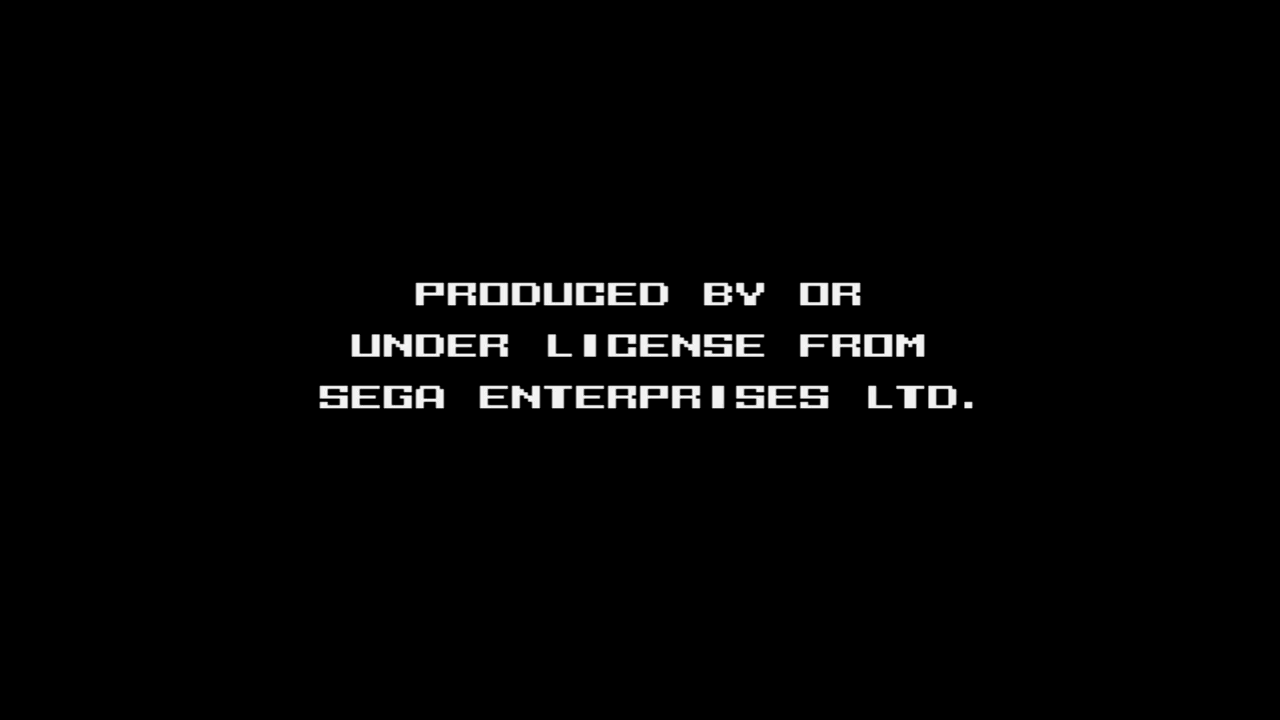 PRODUCED BY OR
UNDER LICENSE FROM
SEGA ENTERPRISES LTD.